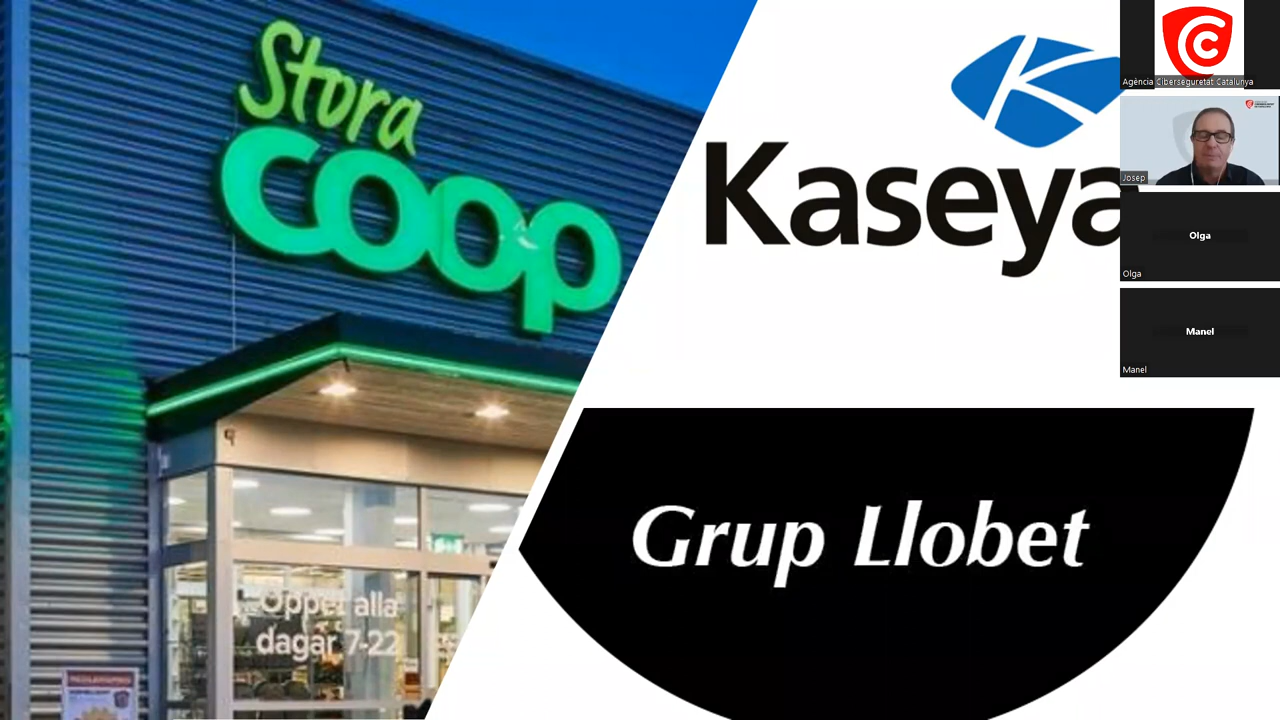 Stora
coop
Öppet alla
dagar 7-22
Kaseya
Grup Llobet
Agència Ciberseguretat Catalunya
Josep
Olga
Olga
Manel
Manel